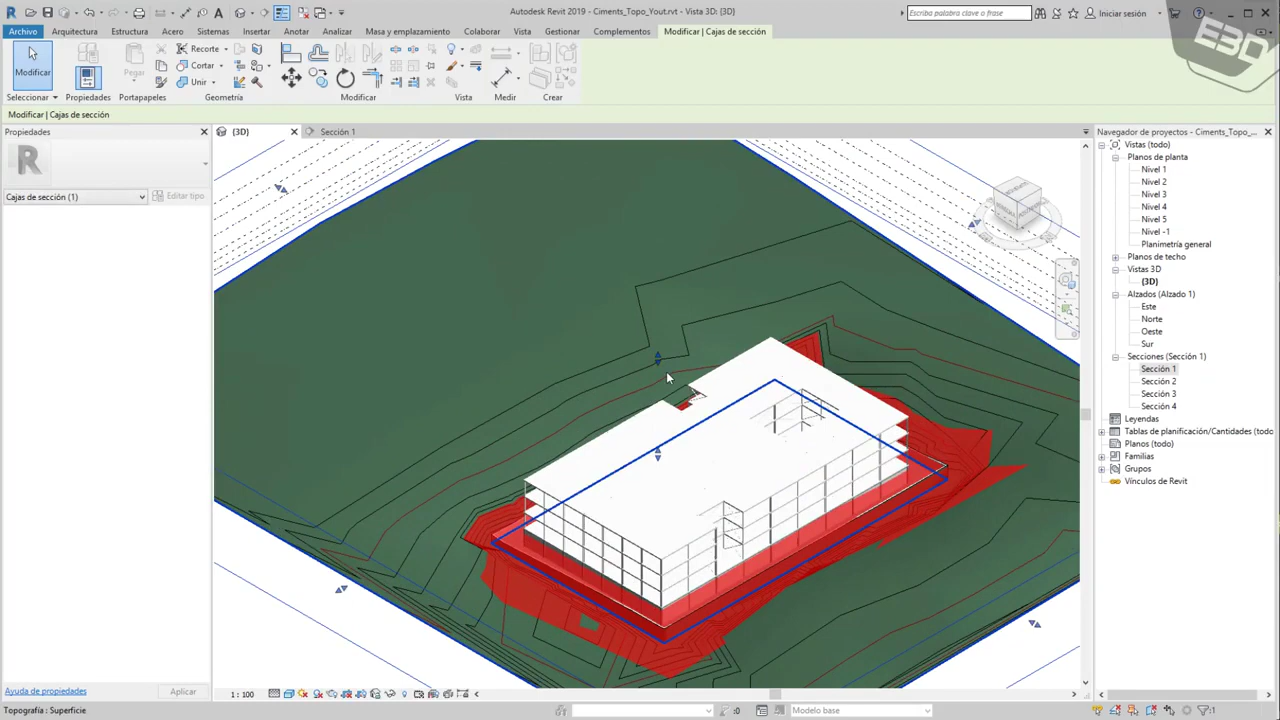 Autodesk Revit 2019 - Ciments_Topo_Yout.rvt - Vista 3D: {3D}
Escriba palabra clave o frase
Iniciar sesión
E3D
Archivo
Arquitectura
Estructura
Acero
Sistemas
Insertar
Anotar
Analizar
Masa y emplazamiento
Colaborar
Vista
Gestionar
Complementos
Modificar | Cajas de sección
Modificar
Pegar
Recorte
Cortar
Unir
Seleccionar
Propiedades
Portapapeles
Geometría
Modificar
Vista
Medir
Crear
Modificar | Cajas de sección
Propiedades
{3D}
Sección 1
Navegador de proyectos - Ciments_Topo_...
R
Cajas de sección (1)
Editar tipo
Vistas (todo)
Planos de planta
Nivel 1
Nivel 2
Nivel 3
Nivel 4
Nivel 5
Nivel -1
Planimetría general
Planos de techo
Vistas 3D
{3D}
Alzados (Alzado 1)
Este
Norte
Oeste
Sur
Secciones (Sección 1)
Sección 1
Sección 2
Sección 3
Sección 4
Leyendas
Tablas de planificación/Cantidades (todo
Planos (todo)
Familias
Grupos
Vínculos de Revit
Ayuda de propiedades
Aplicar
1 : 100
Topografía : Superficie
:0
Modelo base
:1